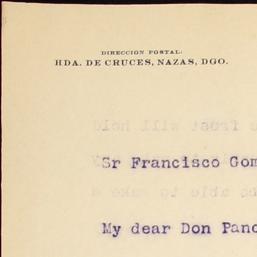 DIRECCION POSTAL:
HDA. DE CRUCES, NAZAS, DGO.
Sr Francisco Gom
My dear Don Panc